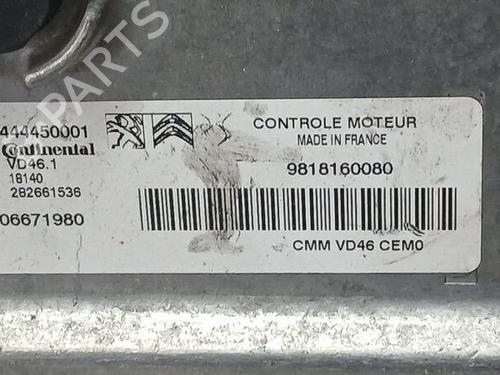 PARTS
444450001
Continental
VD46.1
18140
282661536
06671980
CONTROLE MOTEUR
MADE IN FRANCE
9818160080
CMM VD46 CEM0